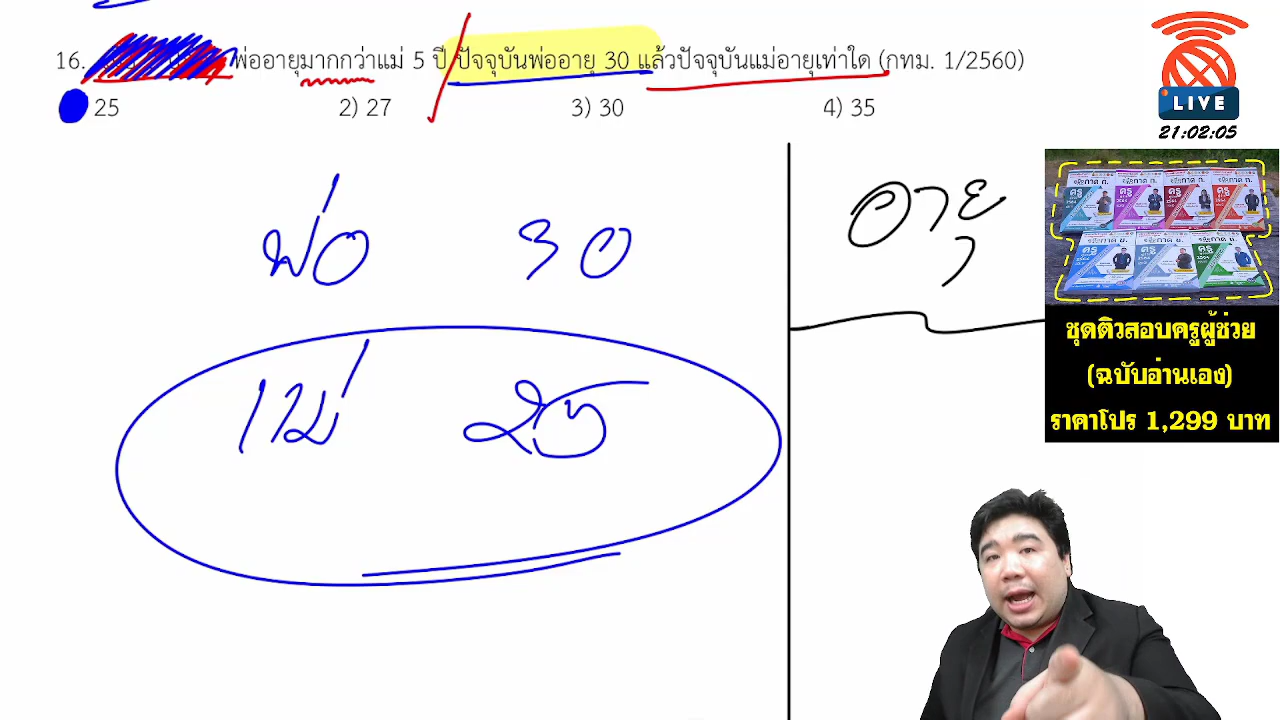 16. พ่ออายุมากกว่าแม่ 5 ปี ปัจจุบันพ่ออายุ 30 แล้วปัจจุบันแม่อายุเท่าใด (กทม. 1/2560)
25 2) 27 3) 30 4) 35
LIVE
21:02:05
พ่อ 30
อายุ
แม่ 25
ชุดติวสอบครูผู้ช่วย
(ฉบับอ่านเอง)
ราคาโปร 1,299 บาท